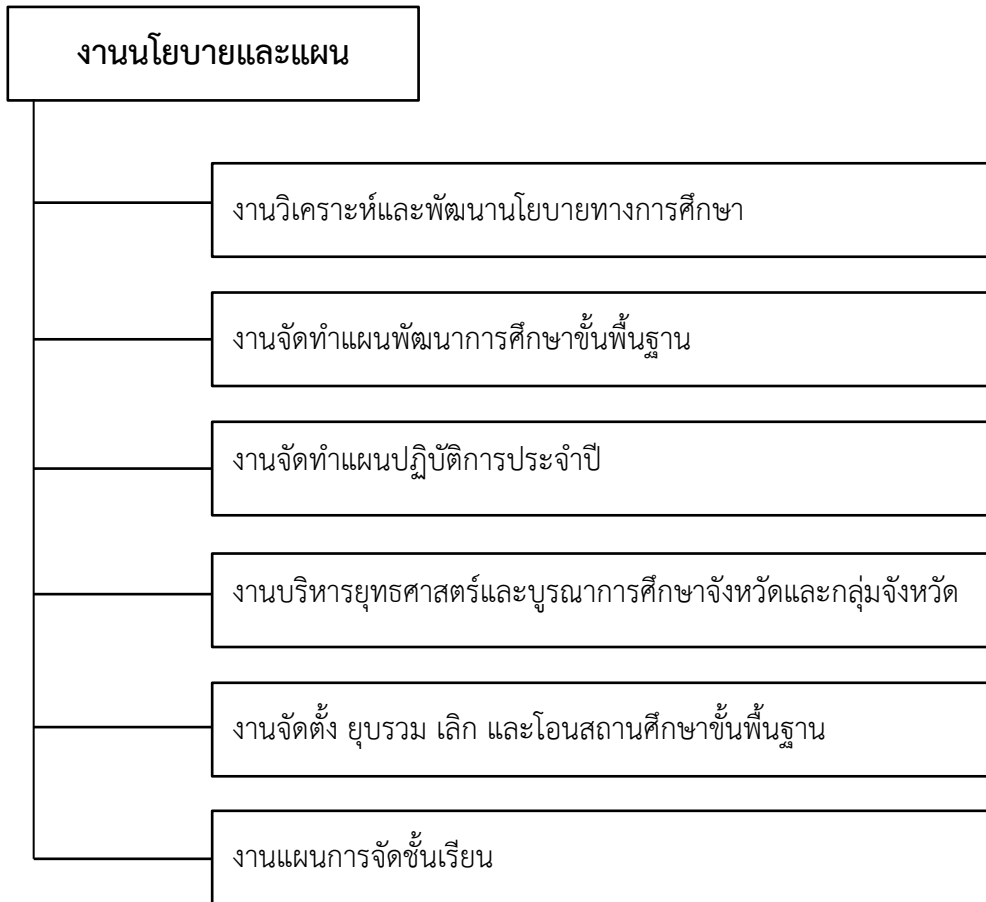 งานนโยบายและแผน
งานวิเคราะห์และพัฒนานโยบายทางการศึกษา
งานจัดทำแผนพัฒนาการศึกษาขั้นพื้นฐาน
งานจัดทำแผนปฏิบัติการประจำปี
งานบริหารยุทธศาสตร์และบูรณาการศึกษาจังหวัดและกลุ่มจังหวัด
งานจัดตั้ง ยุบรวม เลิก และโอนสถานศึกษาขั้นพื้นฐาน
งานแผนการจัดชั้นเรียน